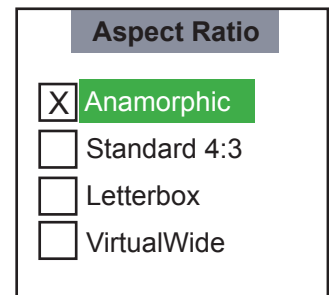 Aspect Ratio
X Anamorphic
Standard 4:3
Letterbox
VirtualWide